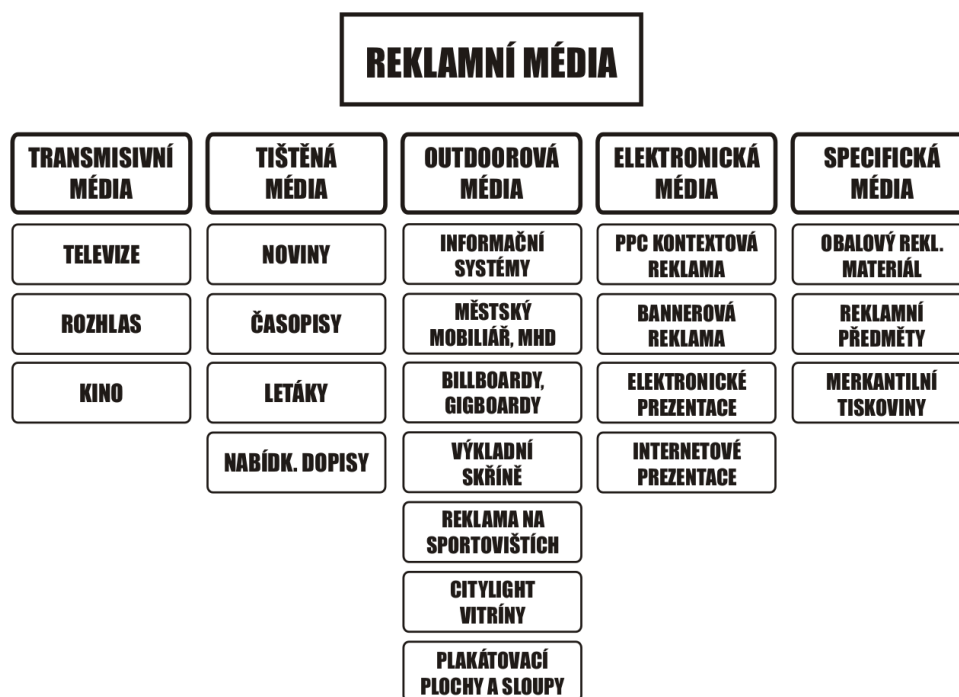 REKLAMNÍ MÉDIA
TRANSMISIVNÍ
MÉDIA
TELEVIZE
ROZHLAS
KINO
TIŠTĚNÁ
MÉDIA
NOVINY
ČASOPISY
LETÁKY
NABÍDK. DOPISY
OUTDOOROVÁ
MÉDIA
INFORMAČNÍ
SYSTÉMY
MĚSTSKÝ
MOBILIÁŘ, MHD
BILLBOARDY,
GIGBOARDY
VÝKLADNÍ
SKŘÍNĚ
REKLAMA NA
SPORTOVIŠTÍCH
CITYLIGHT
VITRÍNY
PLAKÁTOVACÍ
PLOCHY A SLOUPY
ELEKTRONICKÁ
MÉDIA
PPC KONTEXTOVÁ
REKLAMA
BANNEROVÁ
REKLAMA
ELEKTRONICKÉ
PREZENTACE
INTERNETOVÉ
PREZENTACE
SPECIFICKÁ
MÉDIA
OBALOVÝ REKL.
MATERIÁL
REKLAMNÍ
PŘEDMĚTY
MERKANTILNÍ
TISKOVINY